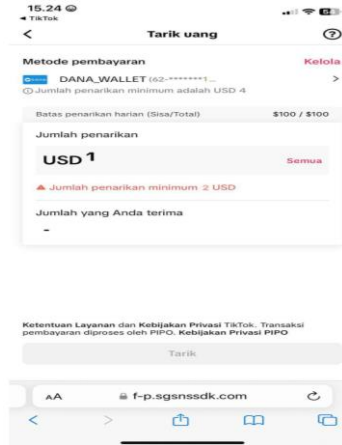 15.24
54
◄ TikTok
Tarik uang
Metode pembayaran
Kelola
DANA_WALLET (62-*******1...
Jumlah penarikan minimum adalah USD 4
Batas penarikan harian (Sisa/Total)
$100 / $100
Jumlah penarikan
USD 1
Semua
Jumlah penarikan minimum 2 USD
Jumlah yang Anda terima
-
Ketentuan Layanan dan Kebijakan Privasi TikTok. Transaksi
pembayaran diproses oleh PIPO. Kebijakan Privasi PIPO
Tarik
AA
f-p.sgsnssdk.com